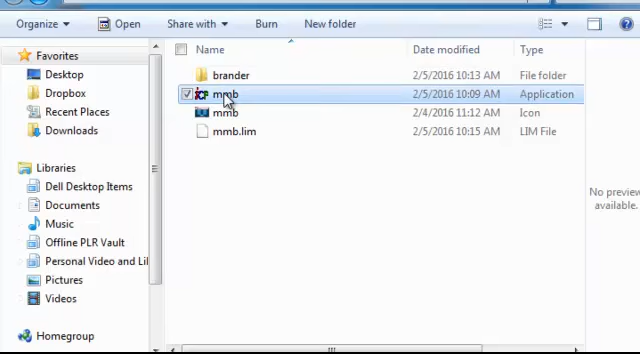 Organize Open Share with Burn New folder
Favorites
Desktop
Dropbox
Recent Places
Downloads
Libraries
Dell Desktop Items
Documents
Music
Offline PLR Vault
Personal Video and Li
Pictures
Videos
Homegroup
Name Date modified Type
brander 2/5/2016 10:13 AM File folder
mmb 2/5/2016 10:09 AM Application
mmb 2/4/2016 11:12 AM Icon
mmb.lim 2/5/2016 10:15 AM LIM File
No preview
available.